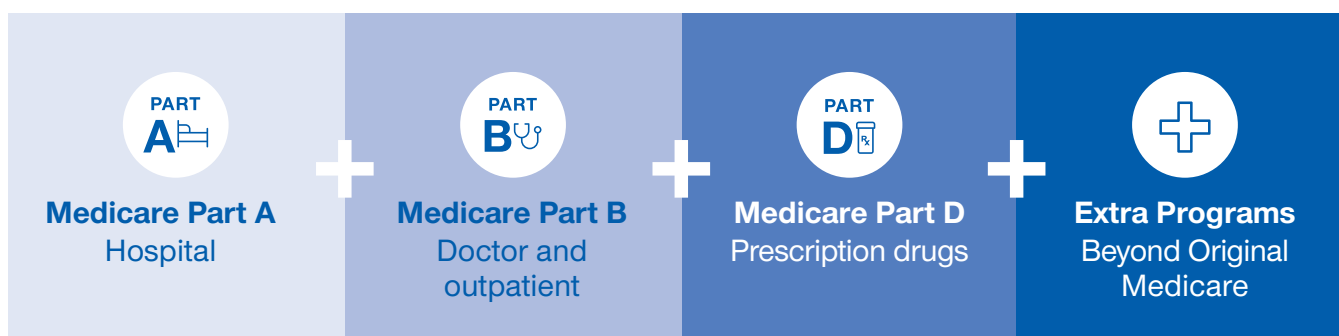 PART
A
Medicare Part A
Hospital
PART
B
Medicare Part B
Doctor and
outpatient
PART
D
Rx
Medicare Part D
Prescription drugs
Extra Programs
Beyond Original
Medicare